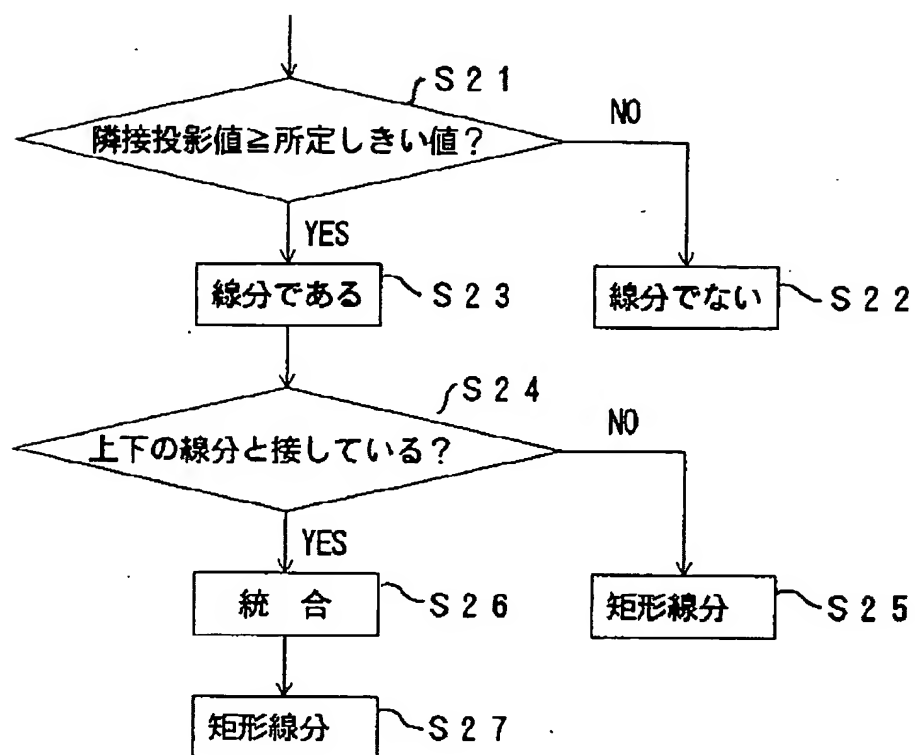 S21
隣接投影値≧所定しきい値？
NO
YES
線分である
S23
線分でない
S22
S24
上下の線分と接している？
NO
YES
統 合
S26
矩形線分
S25
矩形線分
S27